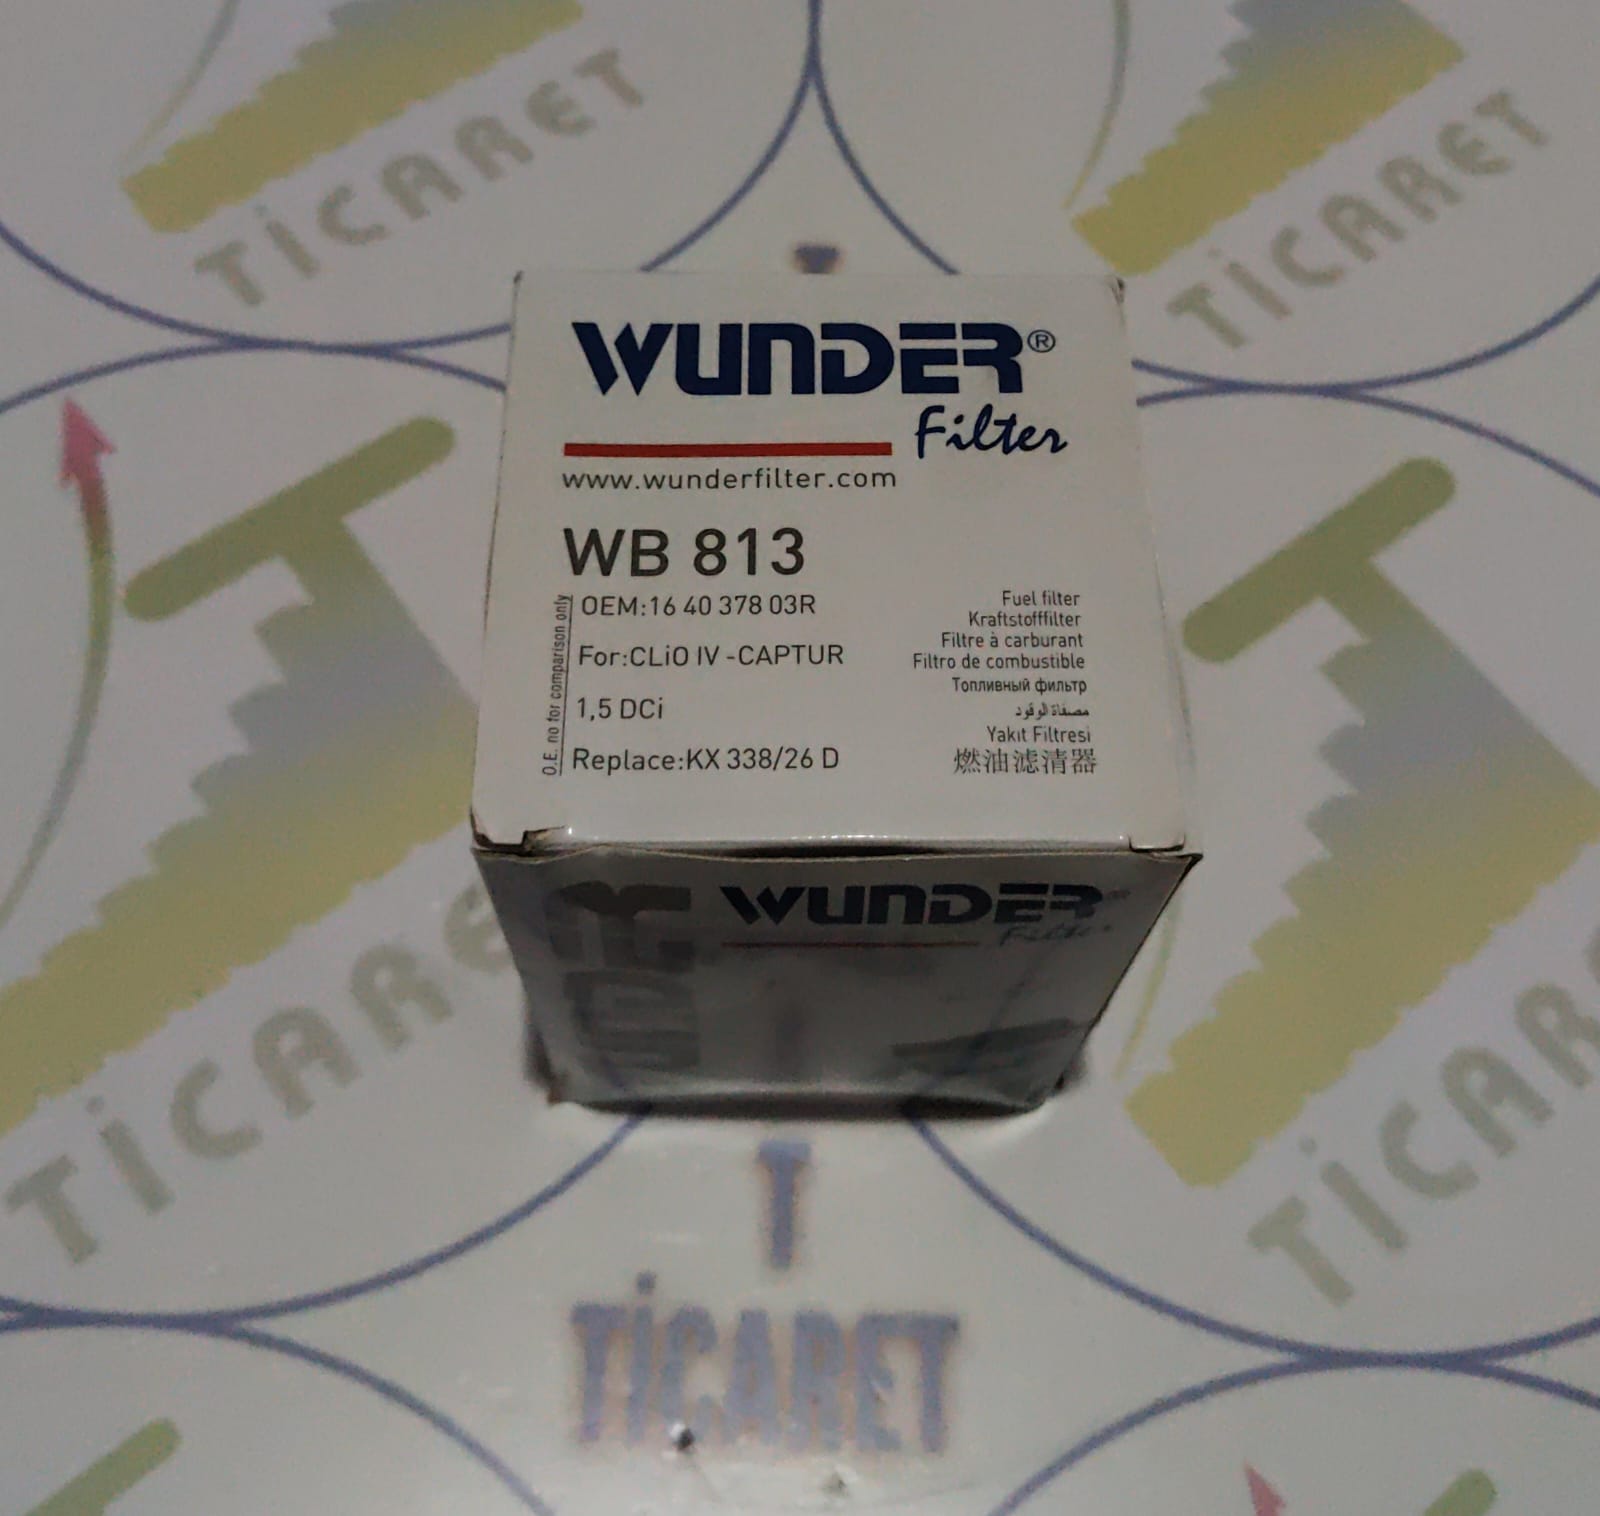 TİCARET
TİCARET
WUNDER®
Filter
www.wunderfilter.com
WB 813
O.E. no for comparison only
OEM:16 40 378 03R
For:CLiO IV -CAPTUR
1,5 DCi
Replace:KX 338/26 D
Fuel filter
Kraftstofffilter
Filtre à carburant
Filtro de combustible
Топливный фильтр
مصفاة الوقود
Yakıt Filtresi
燃油滤清器
WUNDER®
Filter
TİCARET
TİCARET
T
TİCARET